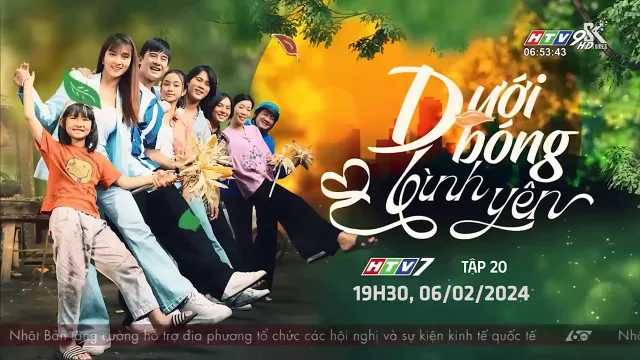 HTV9
HD
06:53:43
Dưới
bóng
bình yên
HTV7 TẬP 20
19H30, 06/02/2024
Nhật Bản tăng cường hỗ trợ địa phương tổ chức các hội nghị và sự kiện kinh tế quốc tế
Nhậ